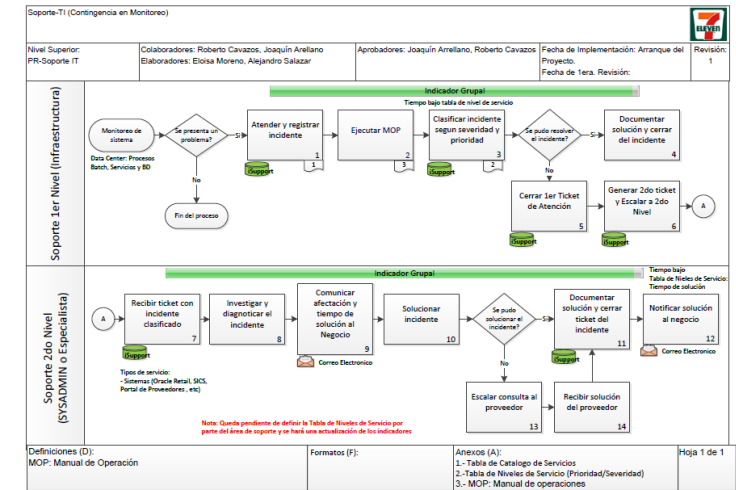 Soporte-TI (Contingencia en Monitoreo)
7
ELEVEN
Nivel Superior:
PR-Soporte IT
Colaboradores: Roberto Cavazos, Joaquín Arellano
Elaboradores: Eloisa Moreno, Alejandro Salazar
Aprobadores: Joaquín Arrellano, Roberto Cavazos
Fecha de Implementación: Arranque del
Proyecto.
Fecha de 1era. Revisión:
Revisión:
1
Soporte 1er Nivel (Infraestructura)
Indicador Grupal
Tiempo bajo tabla de nivel de servicio
Monitoreo de
sistema
Data Center: Procesos
Batch, Servicios y BD
Se presenta un
problema?
Si
No
Fin del proceso
Atender y registrar
incidente
1
iSupport
1
Ejecutar MOP
2
3
Clasificar incidente
segun severidad y
prioridad
3
iSupport
2
Se pudo resolver
el incidente?
Si
No
Documentar
solución y cerrar
del incidente
4
Cerrar 1er Ticket
de Atención
5
iSupport
Generar 2do ticket
y Escalar a 2do
Nivel
6
iSupport
A
Soporte 2do Nivel
(SYSADMIN o Especialista)
Indicador Grupal
Tiempo bajo
Tabla de Nieles de Servicio:
Tiempo de solución
A
Recibir ticket con
incidente
clasificado
7
iSupport
Tipos de servicio:
- Sistemas (Oracle Retail, SICS,
Portal de Proveedores , etc)
Investigar y
diagnoticar el
incidente
8
Comunicar
afectación y
tiempo de
solución al
Negocio
9
Correo Electronico
Solucionar
incidente
10
Se pudo
solucionar el
incidente?
Si
No
Documentar
solución y cerrar
ticket del
incidente
11
iSupport
Notificar solución
al negocio
12
Correo Electronico
Escalar consulta al
proveedor
13
Recibir solución
del proveedor
14
Nota: Queda pendiente de definir la Tabla de Niveles de Servicio por
parte del área de soporte y se hará una actualización de los indicadores
Definiciones (D):
MOP: Manual de Operación
Formatos (F):
Anexos (A):
1.- Tabla de Catalogo de Servicios
2.-Tabla de Niveles de Servicio (Prioridad/Severidad)
3.- MOP: Manual de operaciones
Hoja 1 de 1